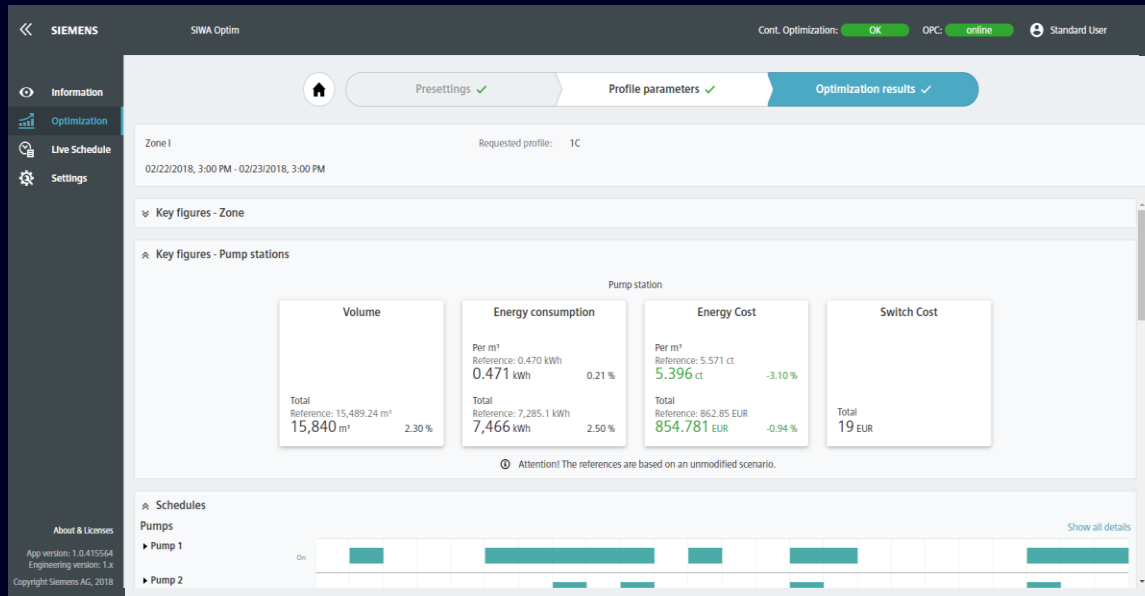 SIEMENS
SIWA Optim
Cont. Optimization: OK OPC: online Standard User
Information
Optimization
Live Schedule
Settings
Presettings
Profile parameters
Optimization results
Zone I Requested profile: 1C
02/22/2018, 3:00 PM - 02/23/2018, 3:00 PM
Key figures - Zone
Key figures - Pump stations
Pump station
Volume
Total
Reference: 15,489.24 m³
15,840 m³ 2.30 %
Energy consumption
Per m³
Reference: 0.470 kWh
0.471 kWh 0.21 %
Total
Reference: 7,285.1 kWh
7,466 kWh 2.50 %
Energy Cost
Per m³
Reference: 5.571 ct
5.396 ct -3.10 %
Total
Reference: 862.85 EUR
854.781 EUR -0.94 %
Switch Cost
Total
19 EUR
Attention! The references are based on an unmodified scenario.
Schedules
Pumps
Show all details
Pump 1
On
Pump 2
About & Licenses
App version: 1.0.415564
Engineering version: 1.x
Copyright Siemens AG, 2018